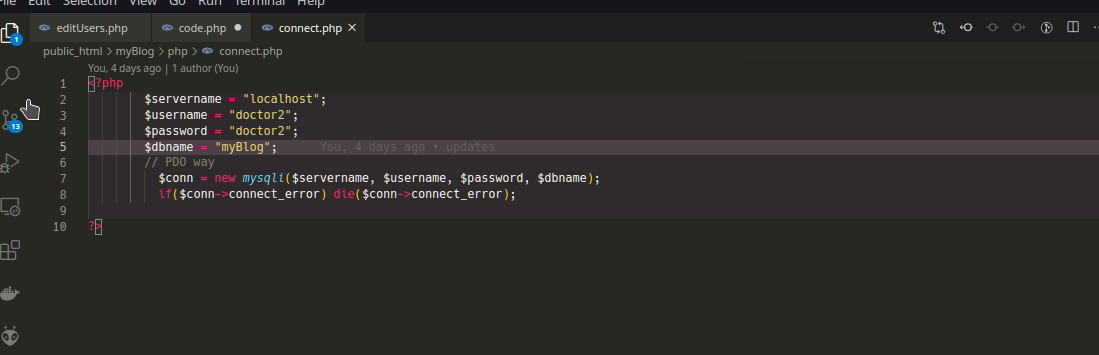 File Edit Selection View Go Run Terminal Help
editUsers.php code.php connect.php
public_html > myBlog > php > connect.php
You, 4 days ago | 1 author (You)
1 <?php
2 $servername = "localhost";
3 $username = "doctor2";
4 $password = "doctor2";
5 $dbname = "myBlog"; You, 4 days ago • updates
6 // PDO way
7 $conn = new mysqli($servername, $username, $password, $dbname);
8 if($conn->connect_error) die($conn->connect_error);
9
10 ?>
1
13